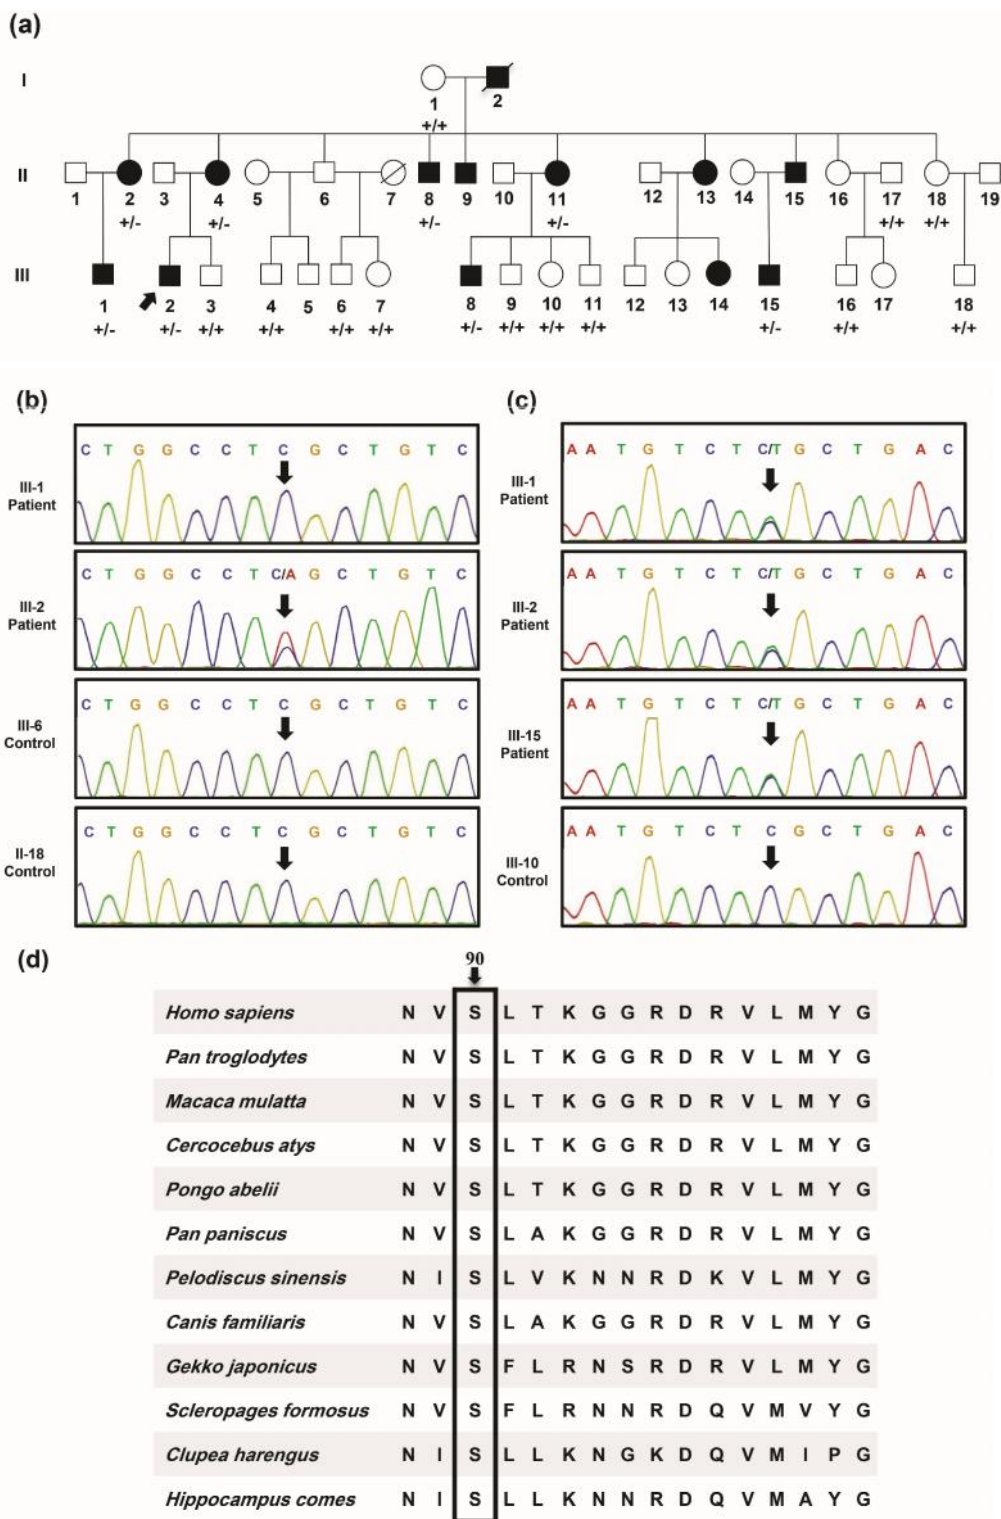 (a)
I
1 2
+/+
II
1 2 3 4 5 6 7 8 9 10 11 12 13 14 15 16 17 18 19
+/- +/- +/- +/- +/+ +/+
III
1 2 3 4 5 6 7 8 9 10 11 12 13 14 15 16 17 18
+/- +/- +/+ +/+ +/+ +/+ +/- +/+ +/+ +/+ +/- +/+ +/+
(b)
C T G G C C T C G C T G T C
III-1
Patient
C T G G C C T C/A G C T G T C
III-2
Patient
C T G G C C T C G C T G T C
III-6
Control
C T G G C C T C G C T G T C
II-18
Control
(c)
A A T G T C T C/T G C T G A C
III-1
Patient
A A T G T C T C/T G C T G A C
III-2
Patient
A A T G T C T C/T G C T G A C
III-15
Patient
A A T G T C T C G C T G A C
III-10
Control
(d)
90
Homo sapiens N V S L T K G G R D R V L M Y G
Pan troglodytes N V S L T K G G R D R V L M Y G
Macaca mulatta N V S L T K G G R D R V L M Y G
Cercocebus atys N V S L T K G G R D R V L M Y G
Pongo abelii N V S L T K G G R D R V L M Y G
Pan paniscus N V S L A K G G R D R V L M Y G
Pelodiscus sinensis N I S L V K N N R D K V L M Y G
Canis familiaris N V S L A K G G R D R V L M Y G
Gekko japonicus N V S F L R N S R D R V L M Y G
Scleropages formosus N V S F L R N N R D Q V M V Y G
Clupea harengus N I S L L K N G K D Q V M I P G
Hippocampus comes N I S L L K N N R D Q V M A Y G